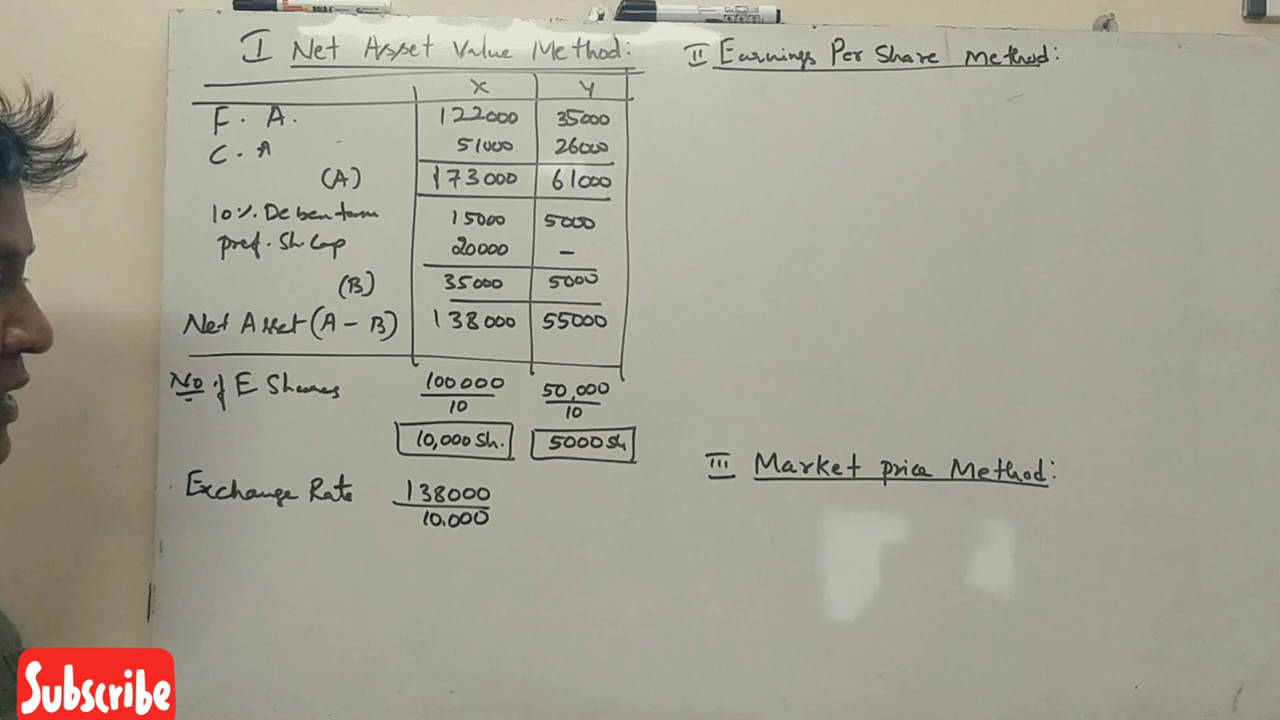 I Net Asset Value Method:
X Y
F. A. 122000 35000
C. A 51000 26000
(A) 173000 61000
10% Debenture 15000 5000
Pref. Sh. Cap 20000 –
(B) 35000 5000
Net Asset (A – B) 138000 55000
No of E Shares 100000/10 50,000/10
10,000 Sh. 5000 Sh
Exchange Rate 138000/10,000
II Earnings Per Share Method:
III Market price Method:
Subscribe